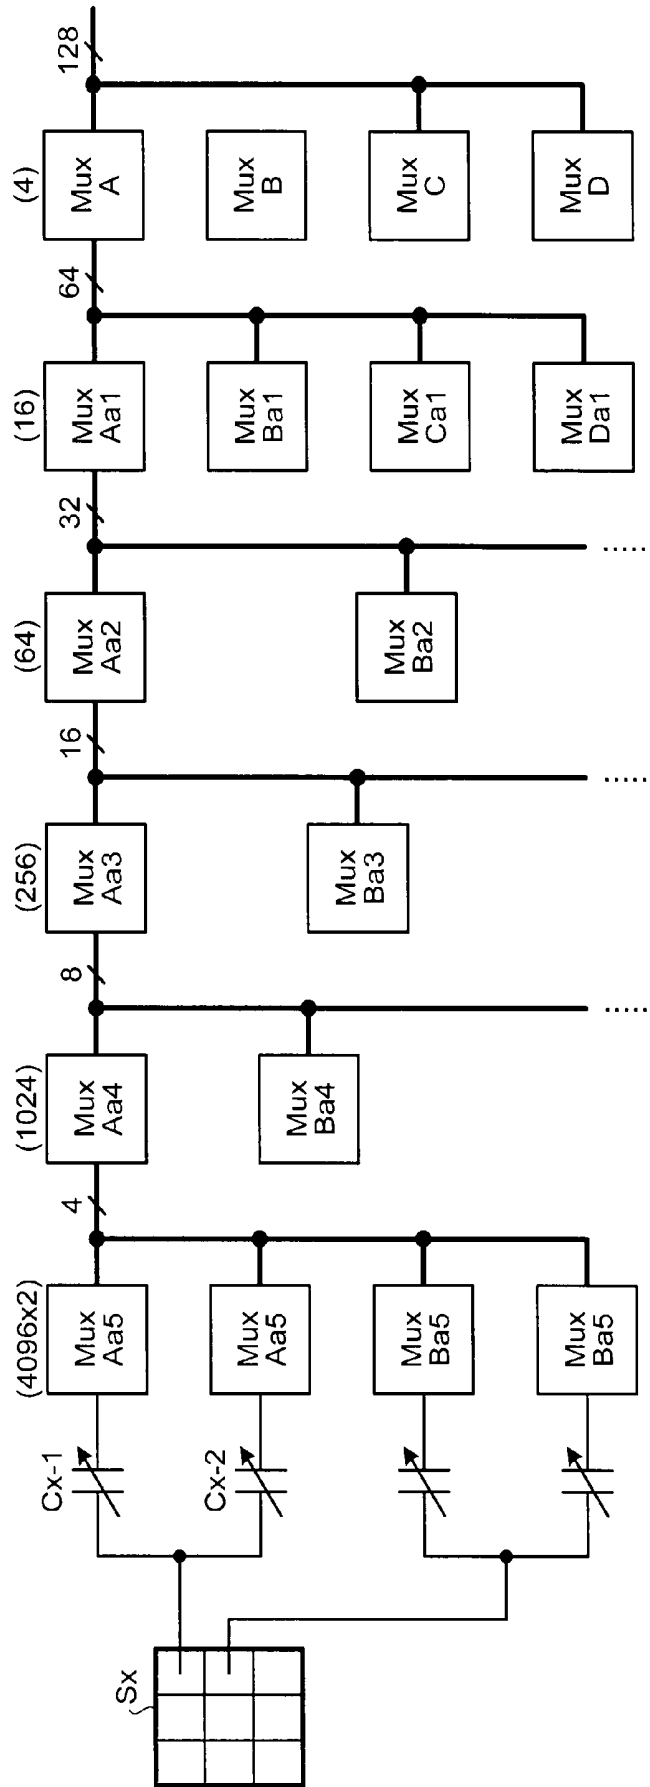 Sx
Cx-1
Cx-2
(4096x2)
Mux
Aa5
Mux
Aa5
Mux
Ba5
Mux
Ba5
4
(1024)
Mux
Aa4
Mux
Ba4
.....
8
(256)
Mux
Aa3
Mux
Ba3
.....
16
(64)
Mux
Aa2
Mux
Ba2
.....
32
(16)
Mux
Aa1
Mux
Ba1
Mux
Ca1
Mux
Da1
64
(4)
Mux
A
Mux
B
Mux
C
Mux
D
128